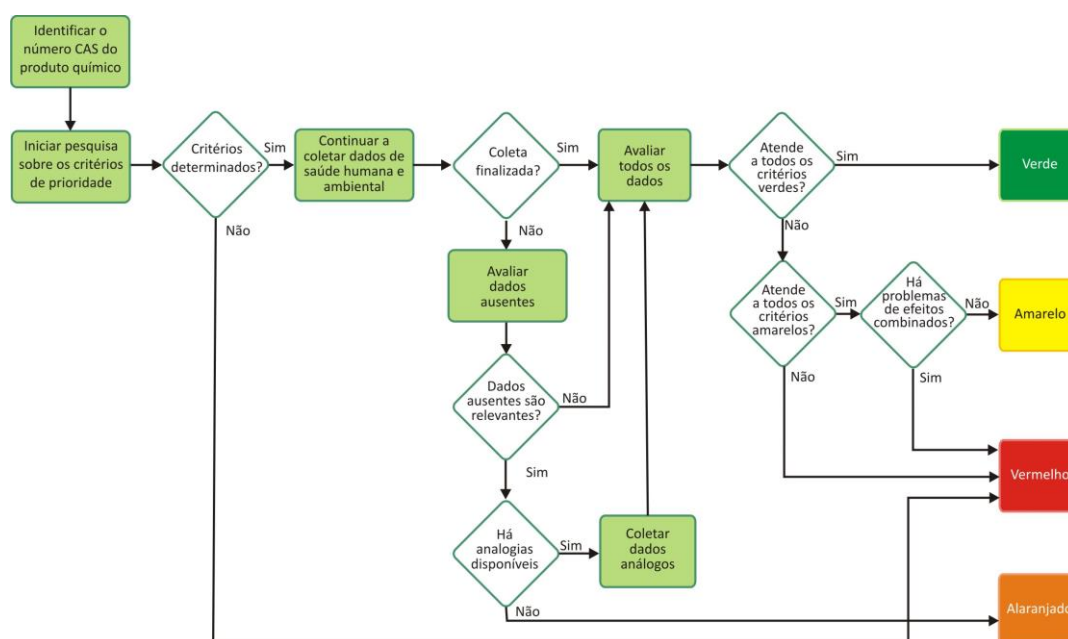 Identificar o
número CAS do
produto químico
Iniciar pesquisa
sobre os critérios
de prioridade
Critérios
determinados?
Sim
Não
Continuar a
coletar dados de
saúde humana e
ambiental
Coleta
finalizada?
Sim
Não
Avaliar
todos os
dados
Atende
a todos os
critérios
verdes?
Sim
Não
Verde
Avaliar
dados
ausentes
Atende
a todos os
critérios
amarelos?
Sim
Não
Há
problemas
de efeitos
combinados?
Não
Sim
Amarelo
Dados
ausentes são
relevantes?
Não
Sim
Vermelho
Há
analogias
disponíveis
Sim
Não
Coletar
dados
análogos
Alaranjado